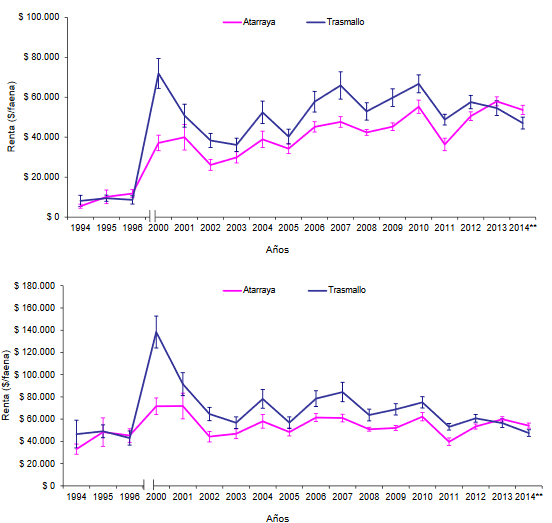 Atarraya Trasmallo
Renta ($/faena)
$ 100.000
$ 80.000
$ 60.000
$ 40.000
$ 20.000
$ 0
1994 1995 1996 2000 2001 2002 2003 2004 2005 2006 2007 2008 2009 2010 2011 2012 2013 2014**
Años
Atarraya Trasmallo
Renta ($/faena)
$ 180.000
$ 160.000
$ 140.000
$ 120.000
$ 100.000
$ 80.000
$ 60.000
$ 40.000
$ 20.000
$ 0
1994 1995 1996 2000 2001 2002 2003 2004 2005 2006 2007 2008 2009 2010 2011 2012 2013 2014**
Años